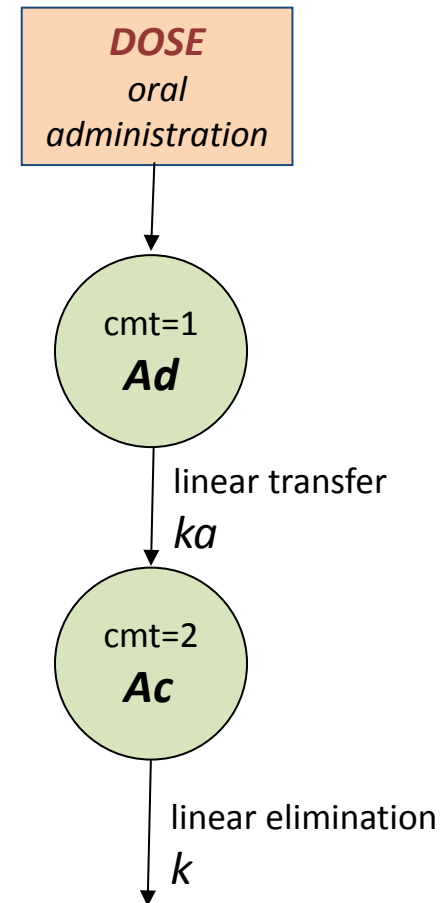 DOSE
oral
administration
cmt=1
Ad
linear transfer
ka
cmt=2
Ac
linear elimination
k